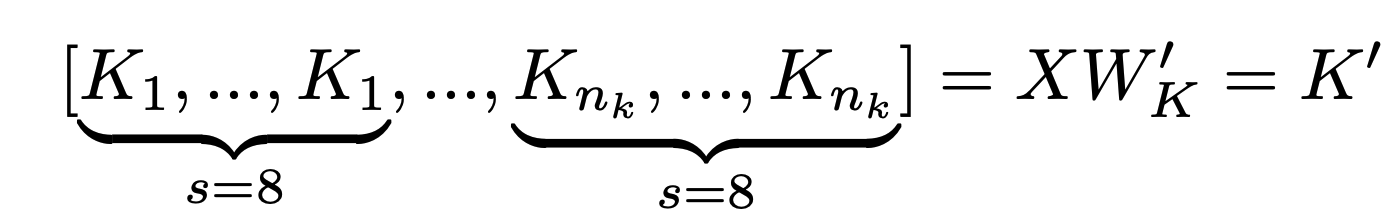 [K_1, ..., K_1, ..., K_{n_k}, ..., K_{n_k}] = XW'_K = K'
s=8 s=8